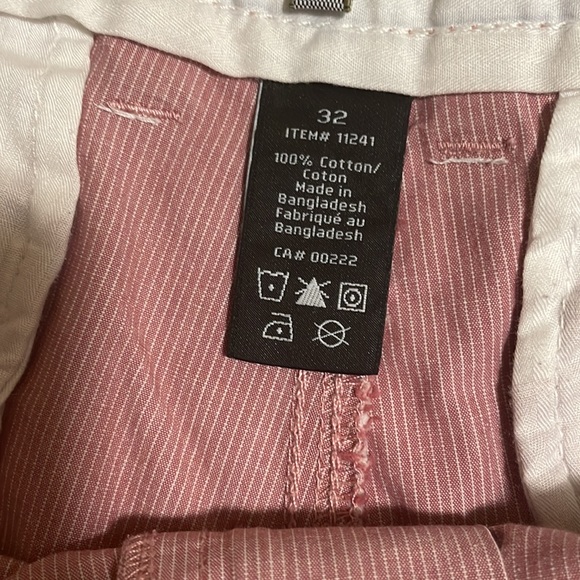 32
ITEM# 11241
100% Cotton/
Coton
Made in
Bangladesh
Fabriqué au
Bangladesh
CA# 00222